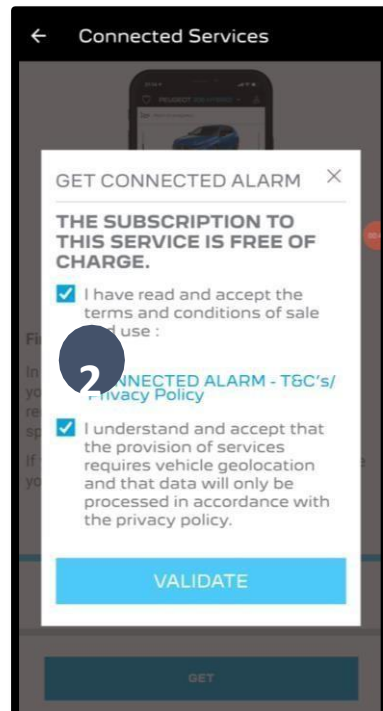 Connected Services
GET CONNECTED ALARM
THE SUBSCRIPTION TO
THIS SERVICE IS FREE OF
CHARGE.
I have read and accept the
terms and conditions of sale
use :
2
ALARM - T&C's/
Privacy Policy
I understand and accept that
the provision of services
requires vehicle geolocation
and that data will only be
processed in accordance with
the privacy policy.
VALIDATE
GET